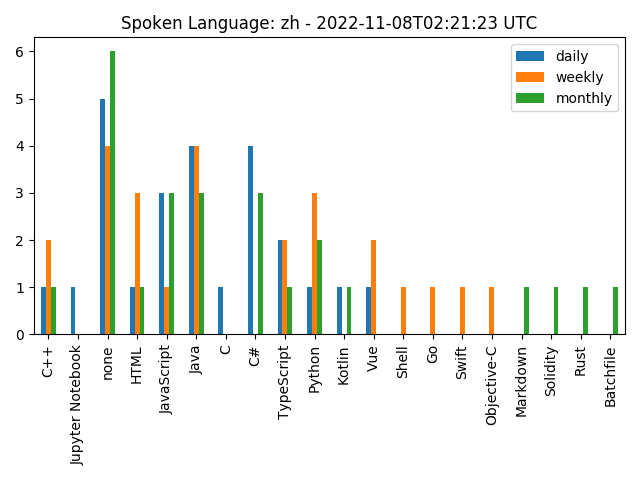 Spoken Language: zh - 2022-11-08T02:21:23 UTC
daily
weekly
monthly
6
5
4
3
2
1
0
C++
Jupyter Notebook
none
HTML
JavaScript
Java
C
C#
TypeScript
Python
Kotlin
Vue
Shell
Go
Swift
Objective-C
Markdown
Solidity
Rust
Batchfile